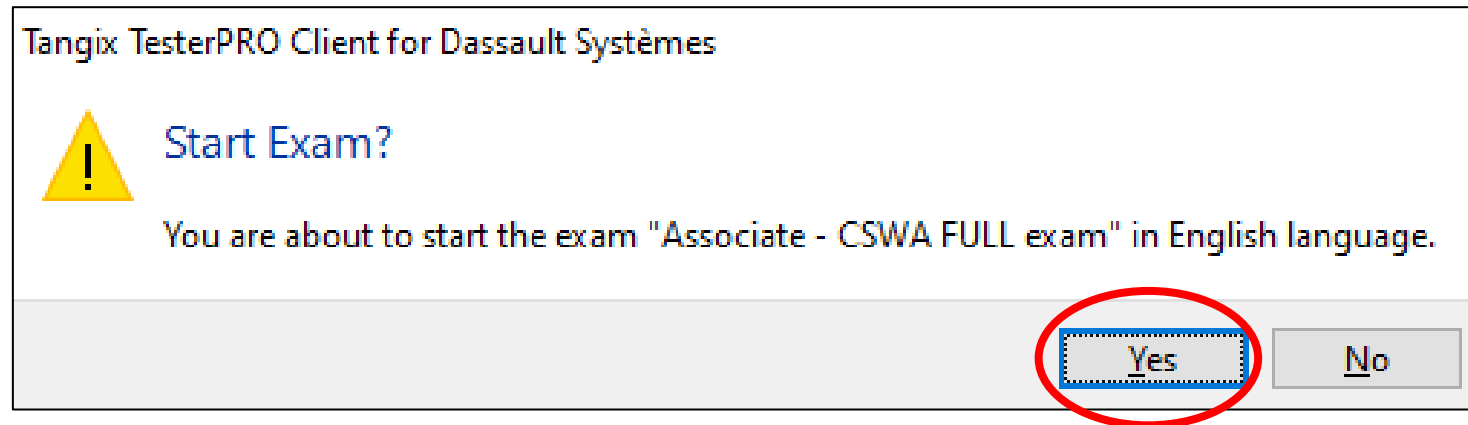 Tangix TesterPRO Client for Dassault Systèmes
Start Exam?
You are about to start the exam "Associate - CSWA FULL exam" in English language.
Yes
No